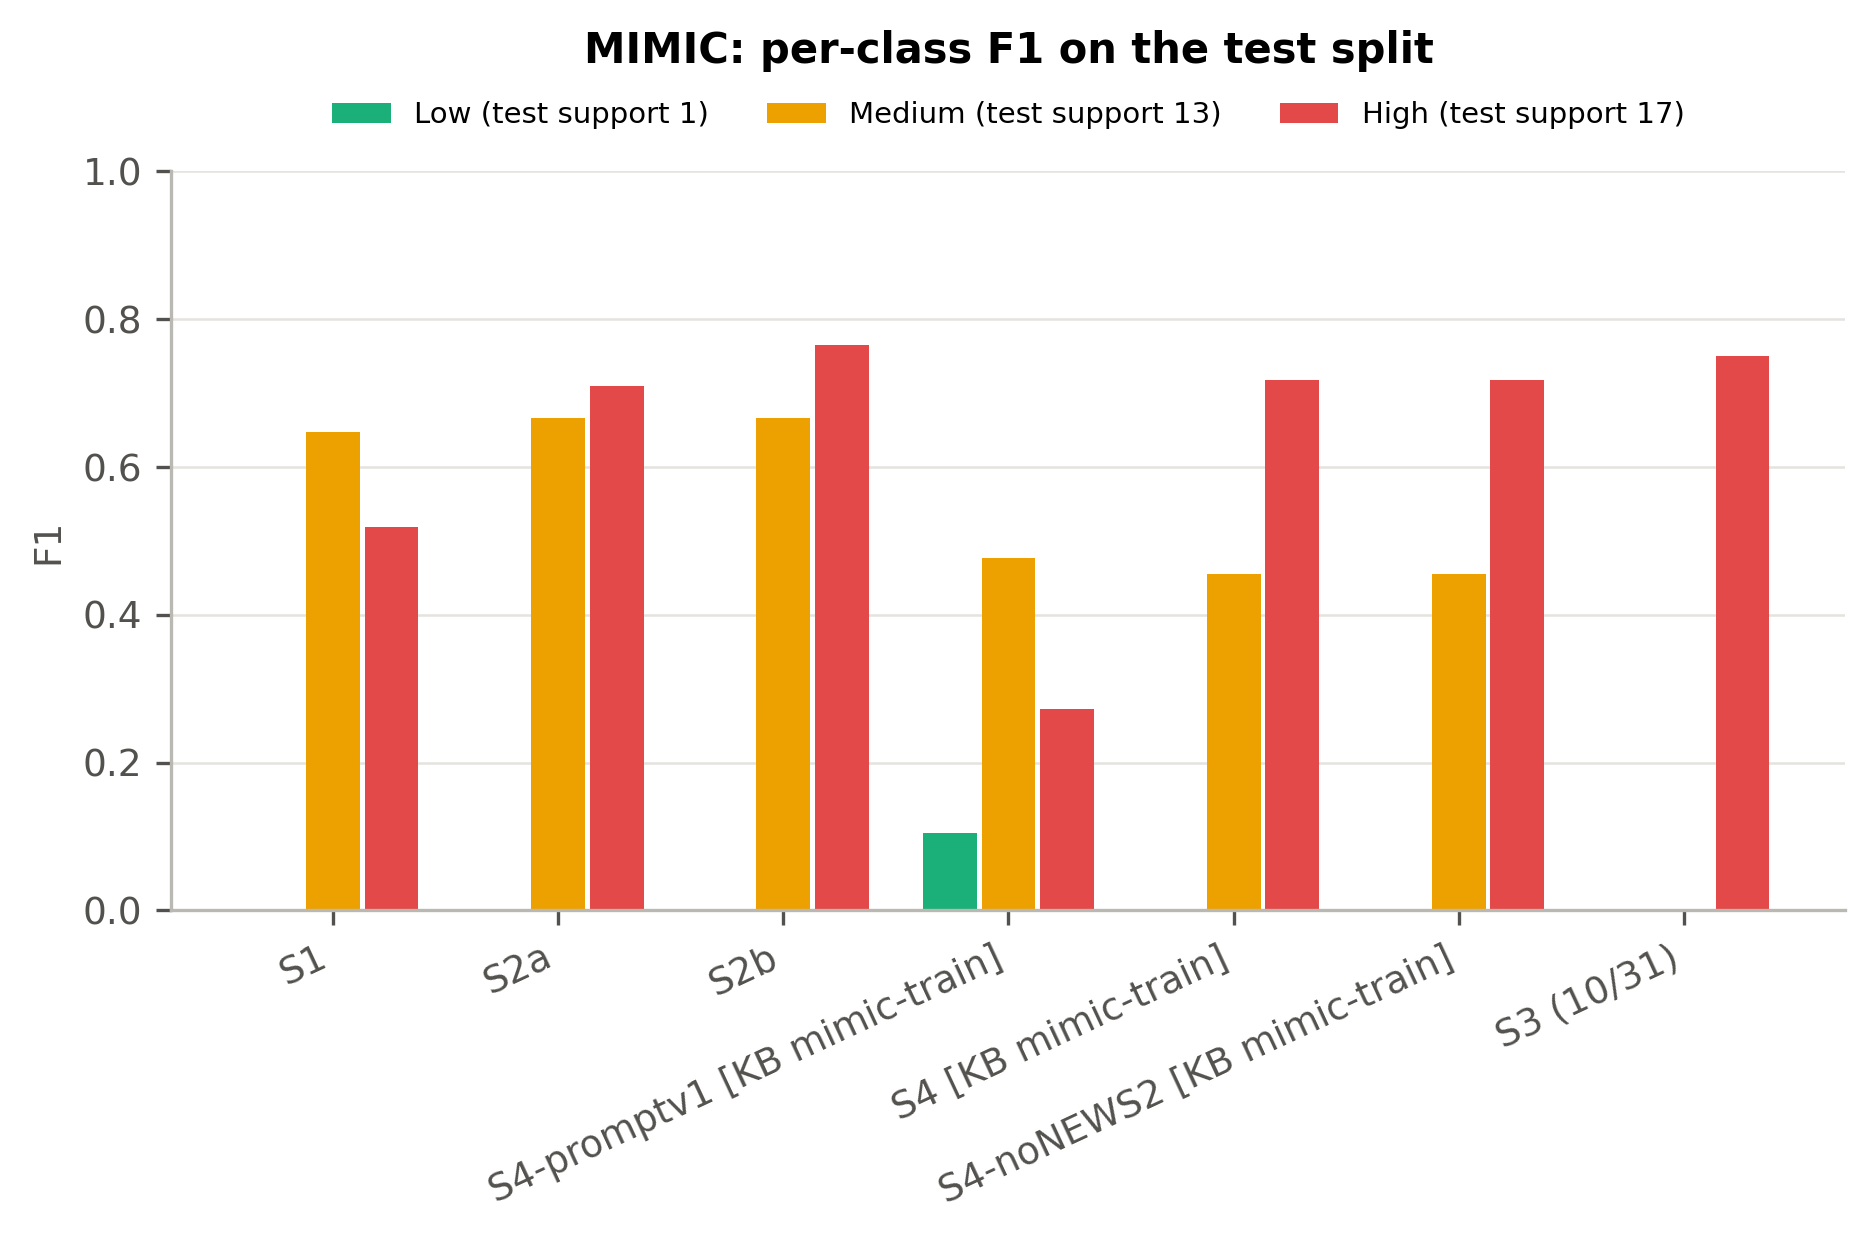 MIMIC: per-class F1 on the test split
Low (test support 1)
Medium (test support 13)
High (test support 17)
1.0
0.8
0.6
0.4
0.2
0.0
F1
S1
S2a
S2b
S4-promptv1 [KB mimic-train]
S4 [KB mimic-train]
S4-noNEWS2 [KB mimic-train]
S3 (10/31)